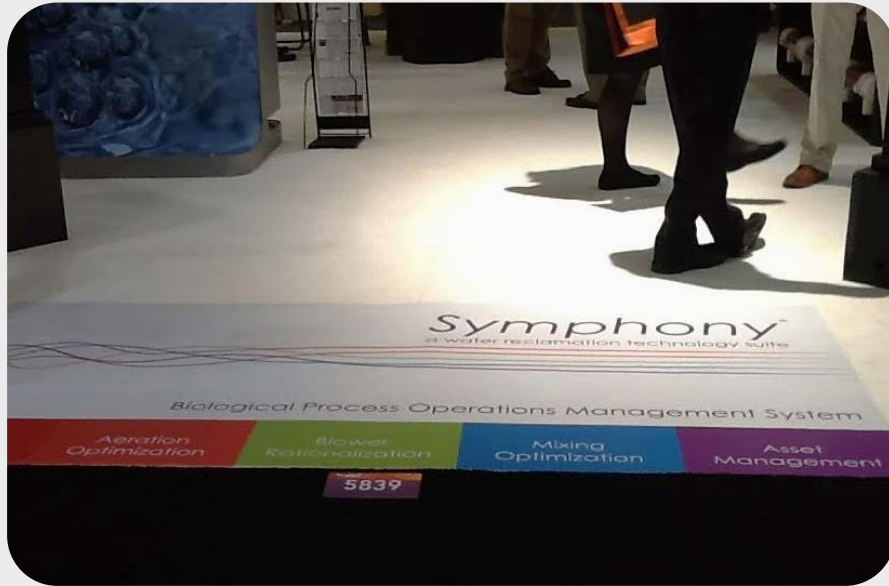 Symphony
a water reclamation technology suite
Biological Process Operations Management System
Aeration
Optimization
Blower
Rationalization
Mixing
Optimization
Asset
Management
5839